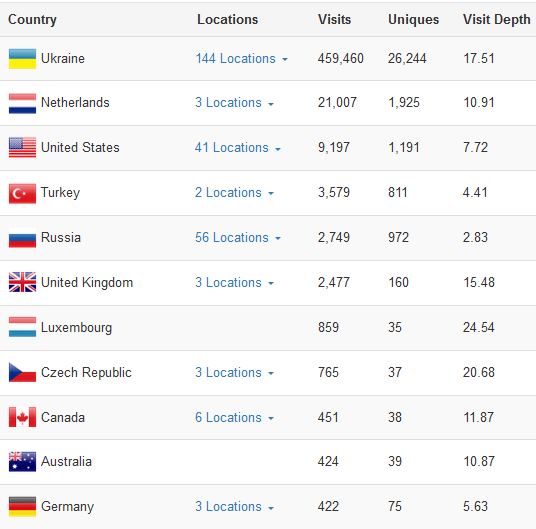 Country Locations Visits Uniques Visit Depth
Ukraine 144 Locations 459,460 26,244 17.51
Netherlands 3 Locations 21,007 1,925 10.91
United States 41 Locations 9,197 1,191 7.72
Turkey 2 Locations 3,579 811 4.41
Russia 56 Locations 2,749 972 2.83
United Kingdom 3 Locations 2,477 160 15.48
Luxembourg 859 35 24.54
Czech Republic 3 Locations 765 37 20.68
Canada 6 Locations 451 38 11.87
Australia 424 39 10.87
Germany 3 Locations 422 75 5.63